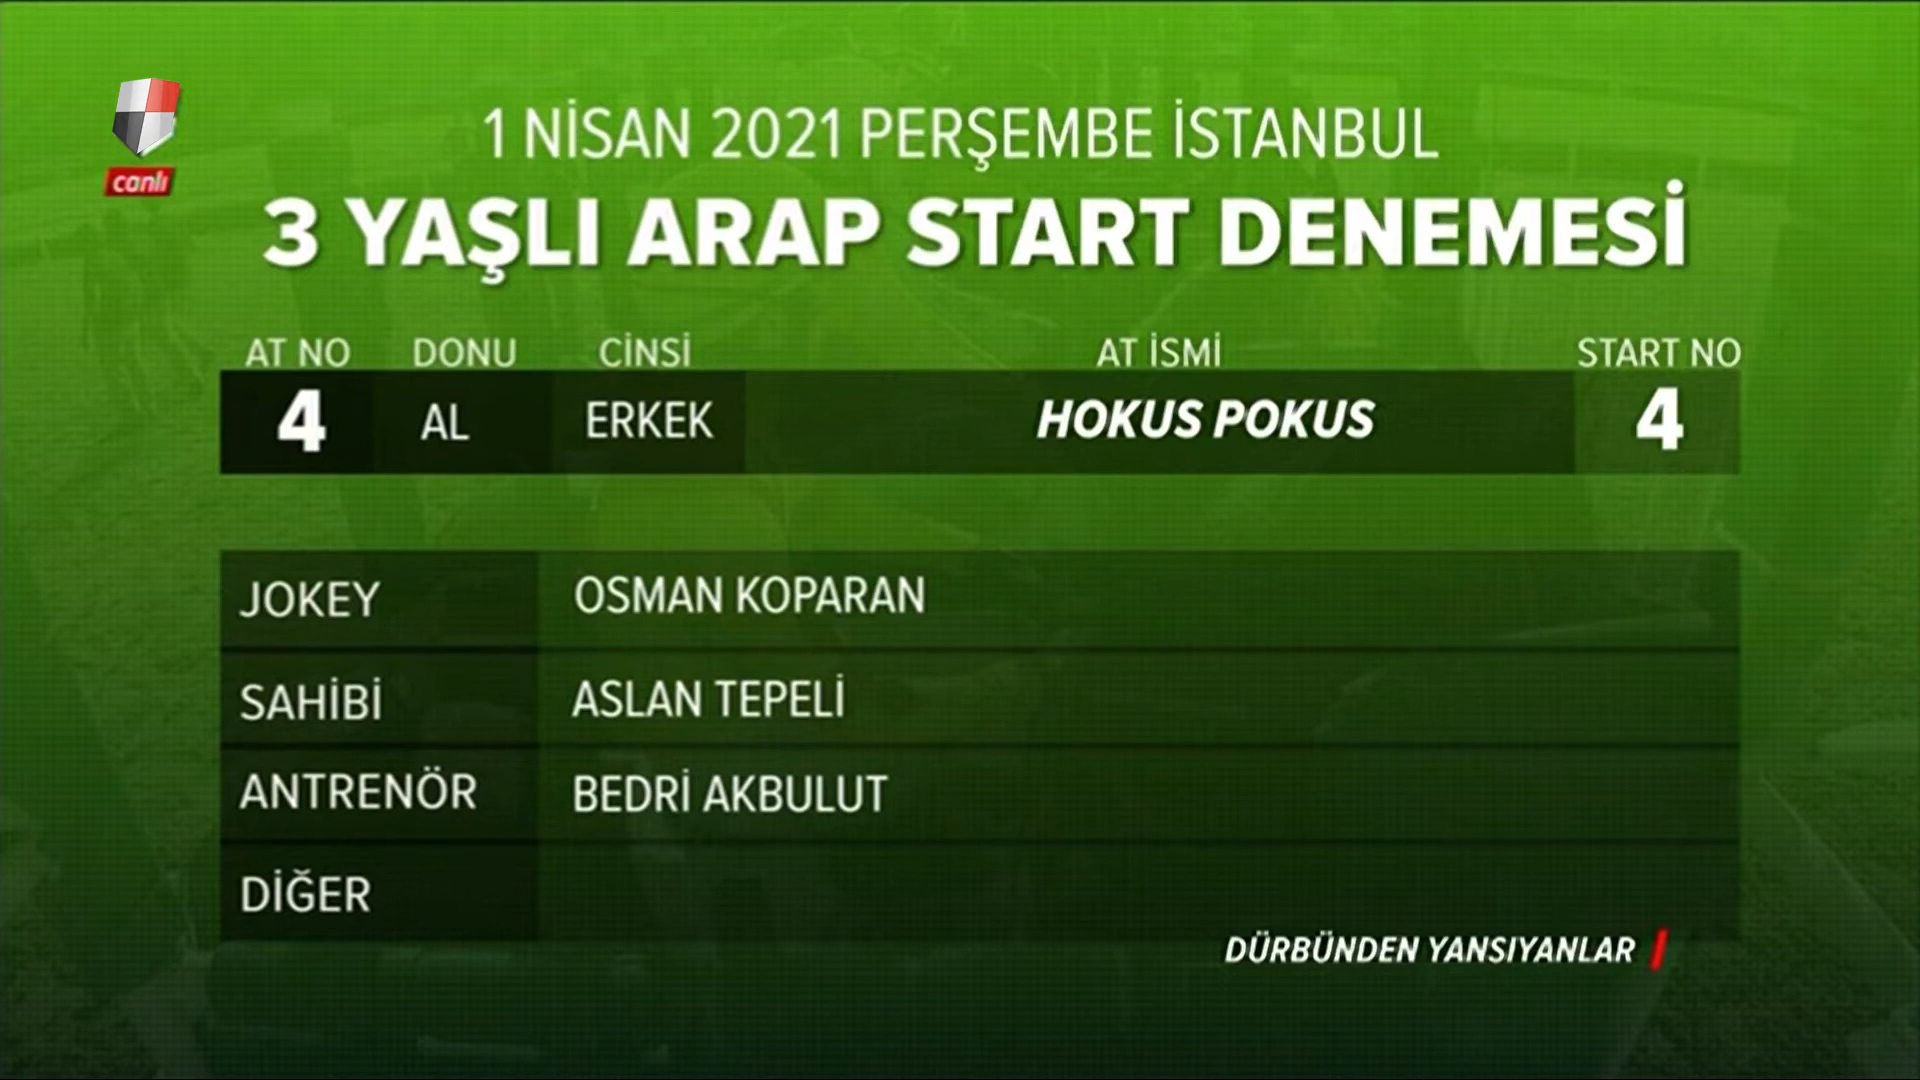 canlı
1 NİSAN 2021 PERŞEMBE İSTANBUL
3 YAŞLI ARAP START DENEMESİ
AT NO DONU CİNSİ AT İSMİ START NO
4 AL ERKEK HOKUS POKUS 4
JOKEY OSMAN KOPARAN
SAHİBİ ASLAN TEPELİ
ANTRENÖR BEDRİ AKBULUT
DİĞER
DÜRBÜNDEN YANSIYANLAR